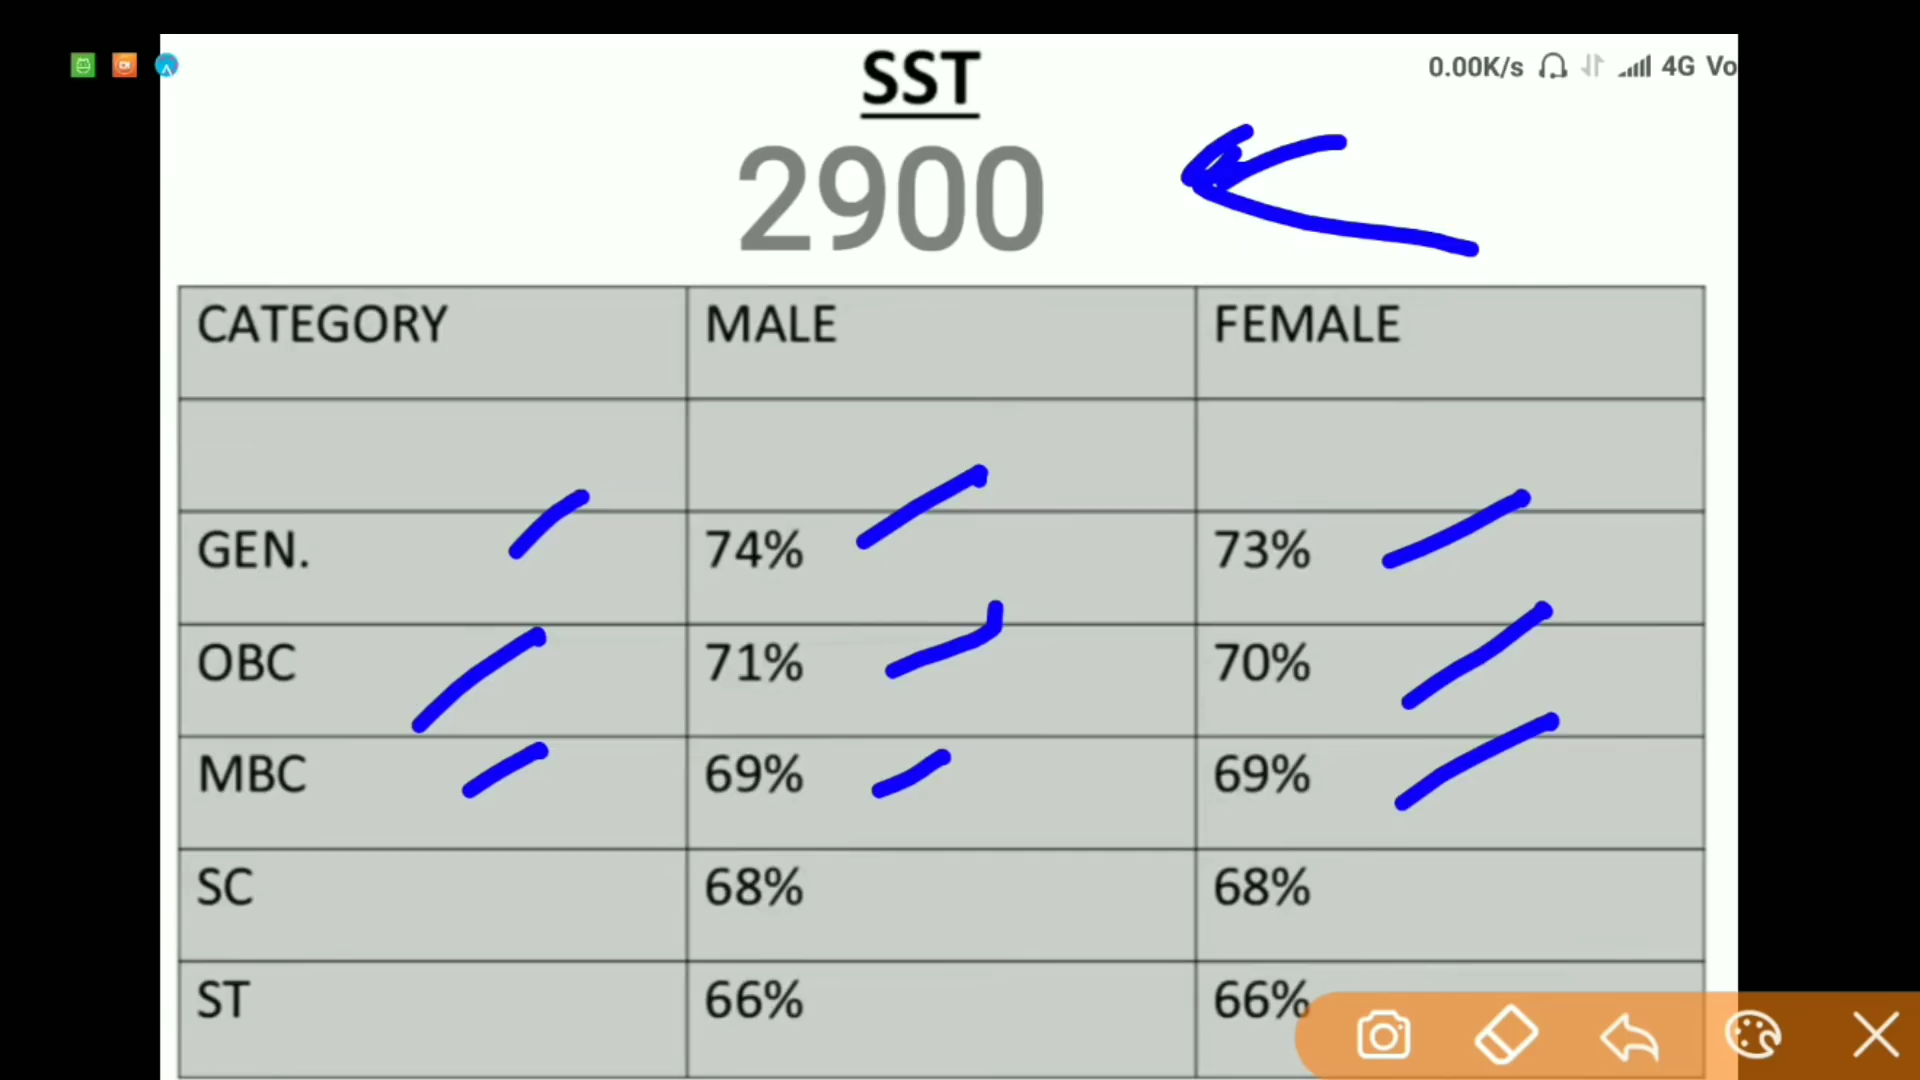 SST
0.00K/s 4G Vo
2900
CATEGORY MALE FEMALE
GEN. 74% 73%
OBC 71% 70%
MBC 69% 69%
SC 68% 68%
ST 66% 66%